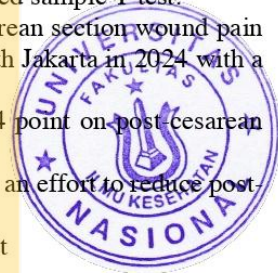 ed sample T test.
rean section wound pain
th Jakarta in 2024 with a
4 point on post-cesarean
an effort to reduce post-
t
UNIVERSITAS
FAKULTAS
ILMU KESEHATAN
NASIONAL